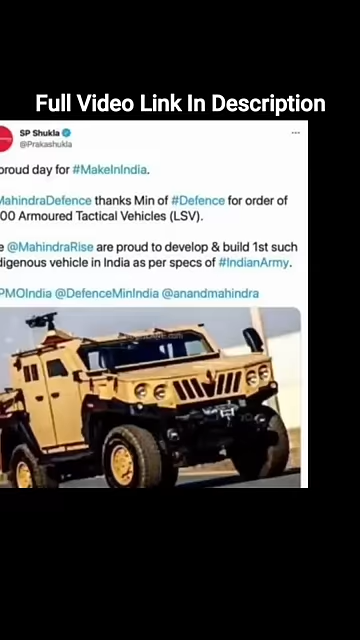 Full Video Link In Description
SP Shukla
@Prakashukla
proud day for #MakeInIndia.
MahindraDefence thanks Min of #Defence for order of
00 Armoured Tactical Vehicles (LSV).
e @MahindraRise are proud to develop & build 1st such
digenous vehicle in India as per specs of #IndianArmy.
PMOIndia @DefenceMinIndia @anandmahindra